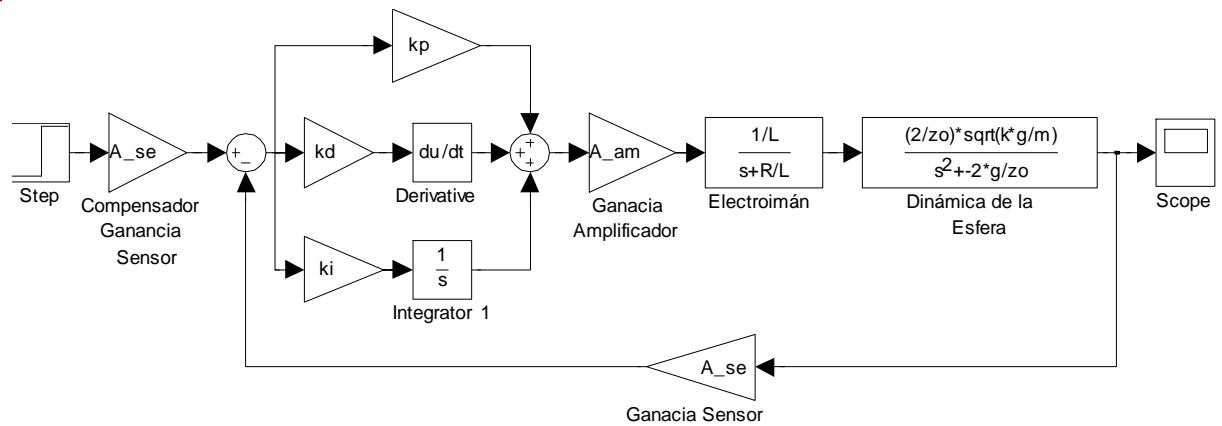 kp
Step
A_se
Compensador
Ganancia
Sensor
+
-
kd
du/dt
Derivative
ki
1
s
Integrator 1
+
+
+
A_am
Ganacia
Amplificador
1/L
s+R/L
Electroimán
(2/zo)*sqrt(k*g/m)
s2+-2*g/zo
Dinámica de la
Esfera
Scope
A_se
Ganacia Sensor